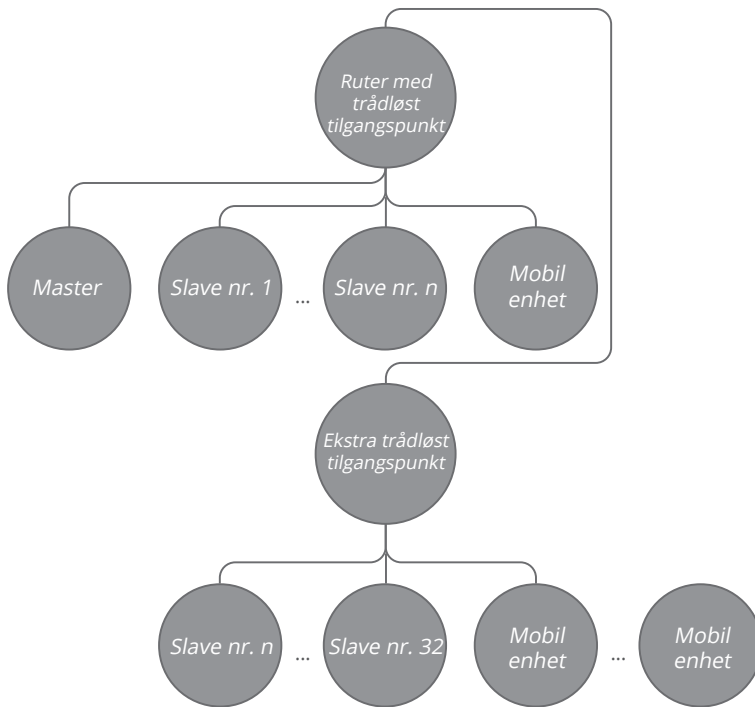 Ruter med
trådløst
tilgangspunkt
Master
Slave nr. 1
...
Slave nr. n
Mobil
enhet
Ekstra trådløst
tilgangspunkt
Slave nr. n
...
Slave nr. 32
Mobil
enhet
...
Mobil
enhet